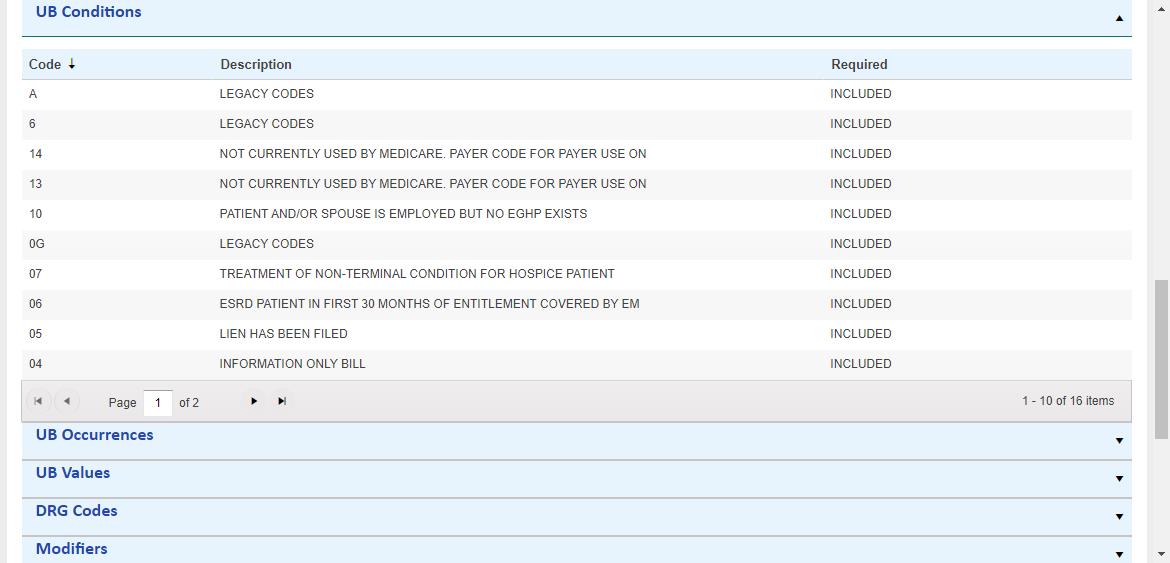 UB Conditions
Code Description Required
A LEGACY CODES INCLUDED
6 LEGACY CODES INCLUDED
14 NOT CURRENTLY USED BY MEDICARE. PAYER CODE FOR PAYER USE ON INCLUDED
13 NOT CURRENTLY USED BY MEDICARE. PAYER CODE FOR PAYER USE ON INCLUDED
10 PATIENT AND/OR SPOUSE IS EMPLOYED BUT NO EGHP EXISTS INCLUDED
0G LEGACY CODES INCLUDED
07 TREATMENT OF NON-TERMINAL CONDITION FOR HOSPICE PATIENT INCLUDED
06 ESRD PATIENT IN FIRST 30 MONTHS OF ENTITLEMENT COVERED BY EM INCLUDED
05 LIEN HAS BEEN FILED INCLUDED
04 INFORMATION ONLY BILL INCLUDED
Page 1 of 2 1 - 10 of 16 items
UB Occurrences
UB Values
DRG Codes
Modifiers